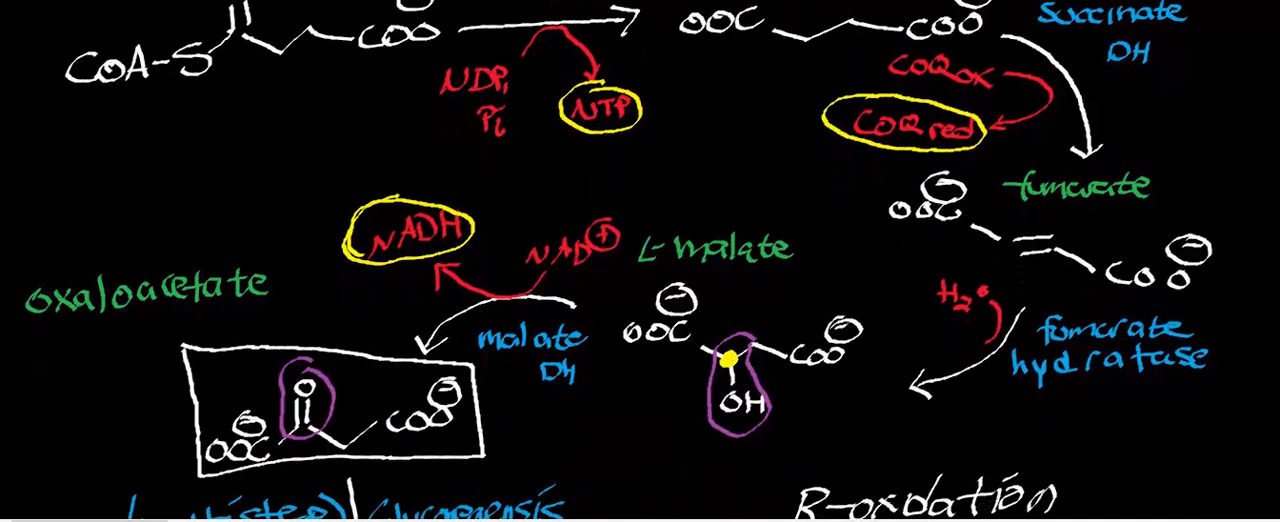 CoA-S
COO
OOC
COO
Succinate
DH
NDP,
Pi
NTP
CoQox
CoQred
fumarate
⊖
OOC
COO
⊖
NADH
NAD⊕
L-malate
oxaloacetate
H2O
fumarate
hydratase
malate
DH
⊖
OOC
COO
⊖
OH
O
⊖
OOC
COO
⊖
B-oxdation